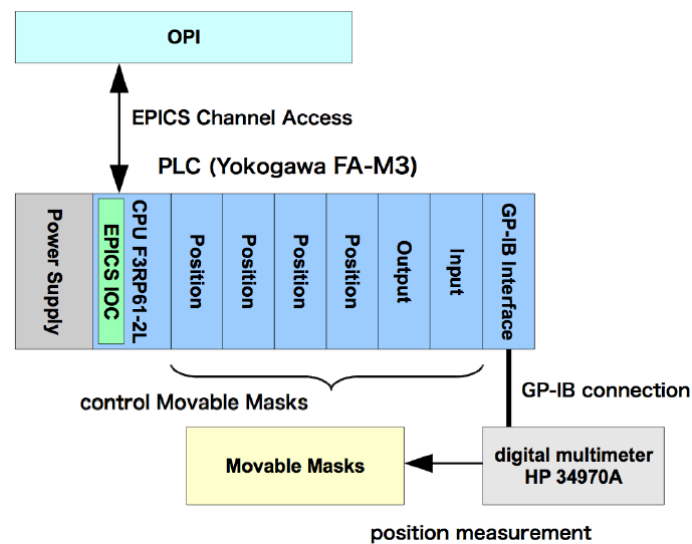 OPI
EPICS Channel Access
PLC (Yokogawa FA-M3)
Power Supply
CPU F3RP61-2L
EPICS IOC
Position
Position
Position
Position
Output
Input
GP-IB Interface
control Movable Masks
GP-IB connection
Movable Masks
digital multimeter
HP 34970A
position measurement